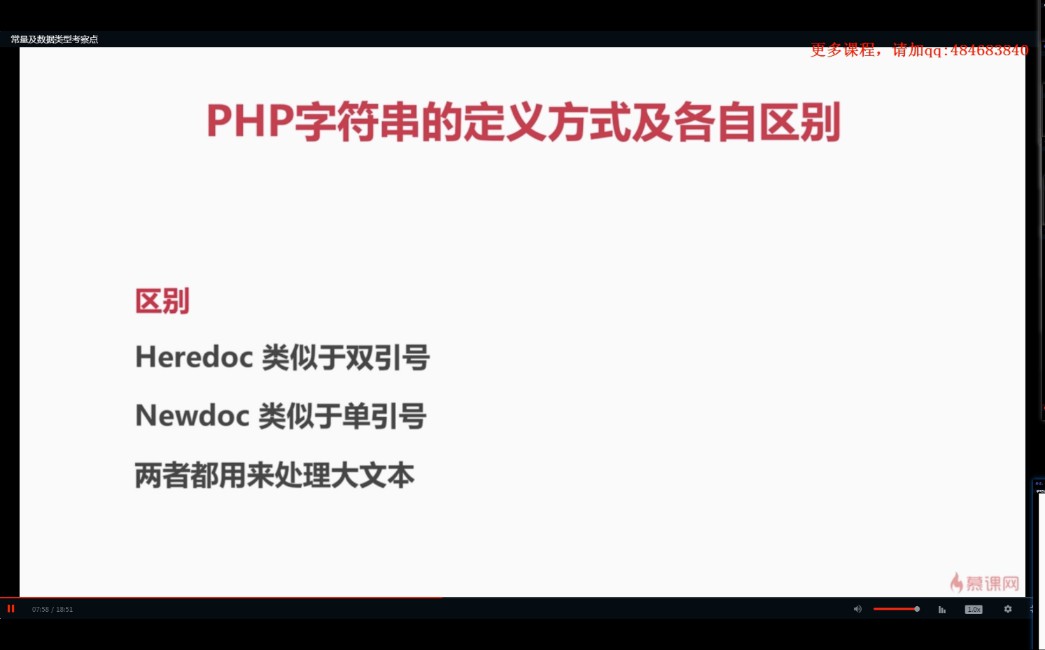 常量及数据类型考察点
更多课程，请加qq:484683840
PHP字符串的定义方式及各自区别
区别
Heredoc 类似于双引号
Newdoc 类似于单引号
两者都用来处理大文本
慕课网
07:58 / 18:51
1.0x